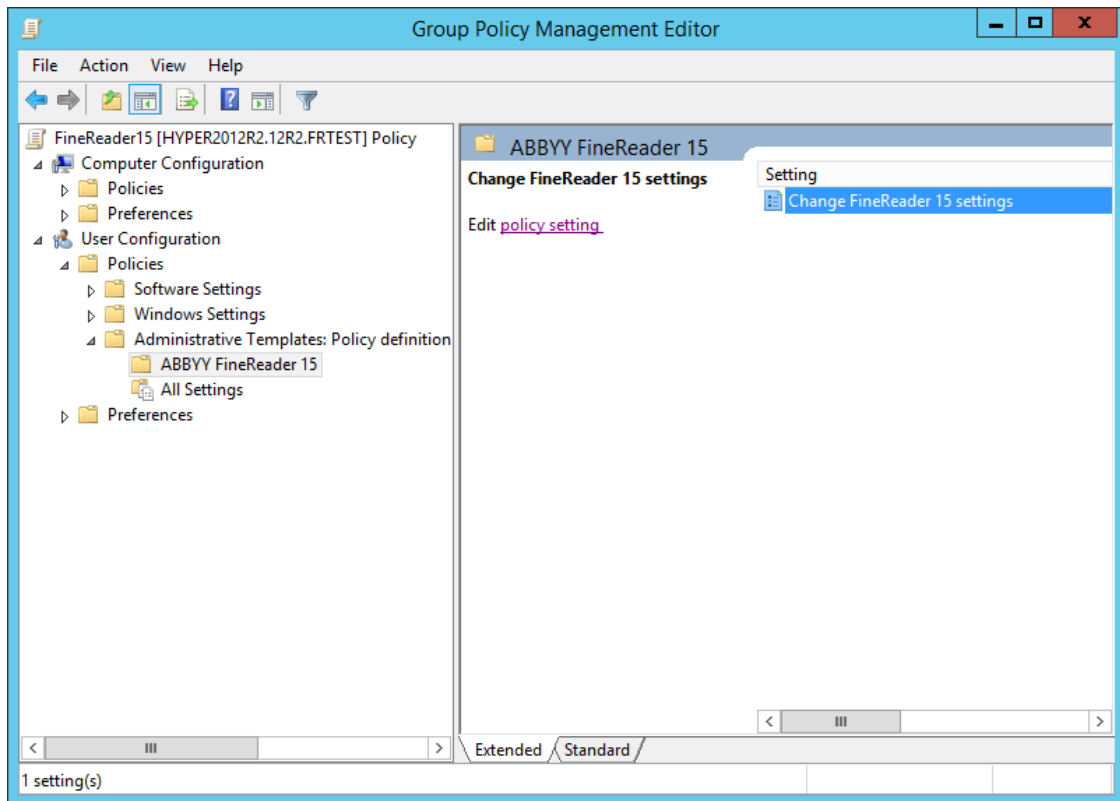 Group Policy Management Editor
File Action View Help
FineReader15 [HYPER2012R2.12R2.FRTEST] Policy
Computer Configuration
Policies
Preferences
User Configuration
Policies
Software Settings
Windows Settings
Administrative Templates: Policy definition
ABBYY FineReader 15
All Settings
Preferences
ABBYY FineReader 15
Change FineReader 15 settings
Edit policy setting
Setting
Change FineReader 15 settings
Extended Standard
1 setting(s)